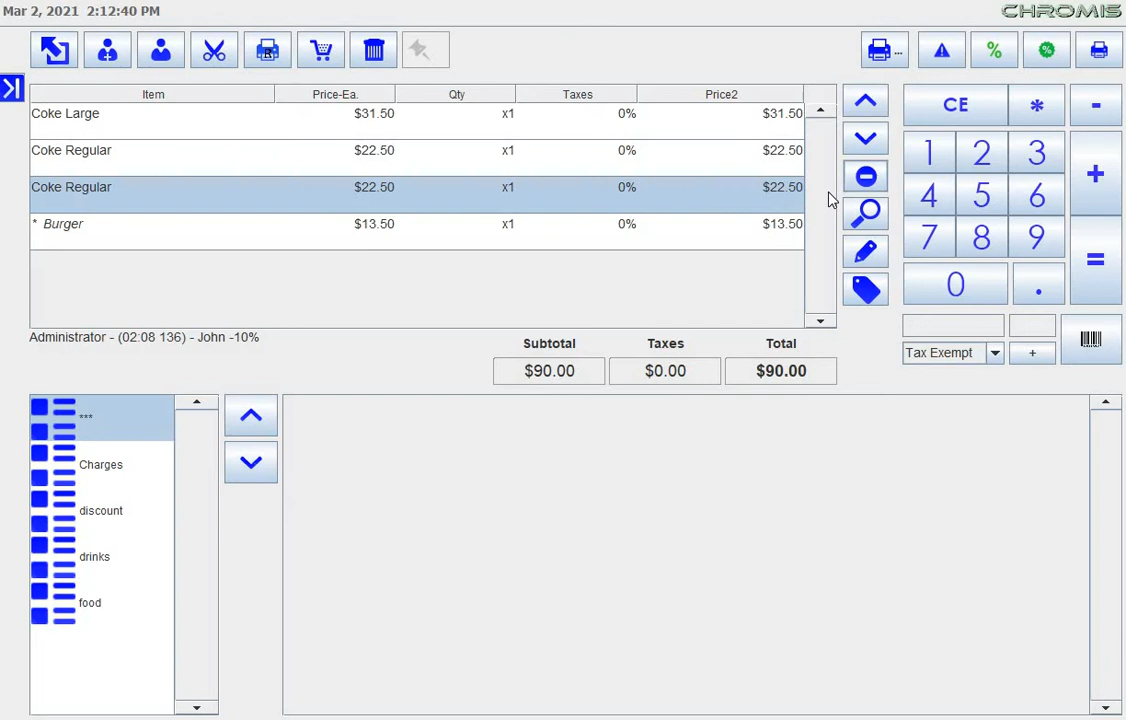 Mar 2, 2021 2:12:40 PM
CHROMIS
R
...
%
%
Item Price-Ea. Qty Taxes Price2
Coke Large $31.50 x1 0% $31.50
Coke Regular $22.50 x1 0% $22.50
Coke Regular $22.50 x1 0% $22.50
* Burger $13.50 x1 0% $13.50
CE * -
1 2 3 +
4 5 6
7 8 9 =
0 .
Administrator - (02:08 136) - John -10%
Subtotal Taxes Total
$90.00 $0.00 $90.00
Tax Exempt +
***
Charges
discount
drinks
food